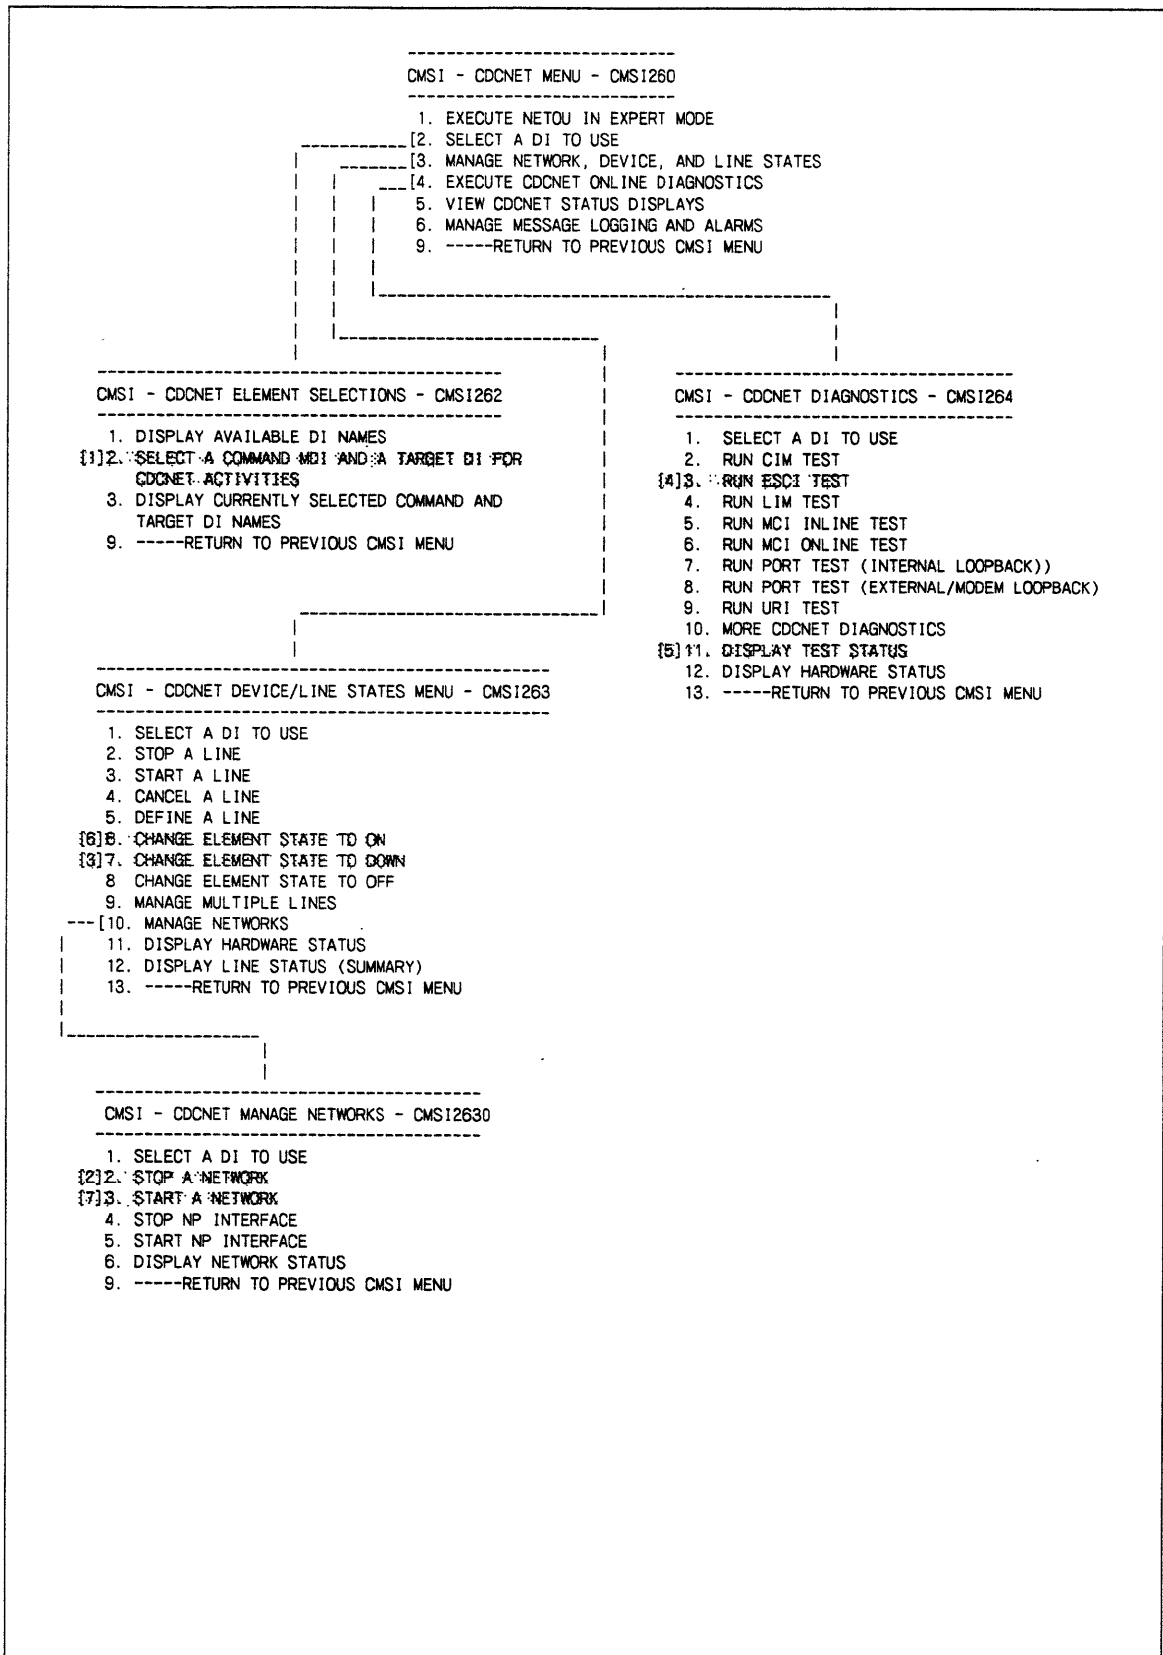 CMSI - CDCNET MENU - CMSI260
1. EXECUTE NETOU IN EXPERT MODE
[2. SELECT A DI TO USE
[3. MANAGE NETWORK, DEVICE, AND LINE STATES
[4. EXECUTE CDCNET ONLINE DIAGNOSTICS
5. VIEW CDCNET STATUS DISPLAYS
6. MANAGE MESSAGE LOGGING AND ALARMS
9. -----RETURN TO PREVIOUS CMSI MENU
CMSI - CDCNET ELEMENT SELECTIONS - CMSI262
1. DISPLAY AVAILABLE DI NAMES
[1]2. SELECT A COMMAND MDI AND A TARGET DI FOR
CDCNET ACTIVITIES
3. DISPLAY CURRENTLY SELECTED COMMAND AND
TARGET DI NAMES
9. -----RETURN TO PREVIOUS CMSI MENU
CMSI - CDCNET DIAGNOSTICS - CMSI264
1. SELECT A DI TO USE
2. RUN CIM TEST
[4]3. RUN ESCI TEST
4. RUN LIM TEST
5. RUN MCI INLINE TEST
6. RUN MCI ONLINE TEST
7. RUN PORT TEST (INTERNAL LOOPBACK))
8. RUN PORT TEST (EXTERNAL/MODEM LOOPBACK)
9. RUN URI TEST
10. MORE CDCNET DIAGNOSTICS
[5]11. DISPLAY TEST STATUS
12. DISPLAY HARDWARE STATUS
13. -----RETURN TO PREVIOUS CMSI MENU
CMSI - CDCNET DEVICE/LINE STATES MENU - CMSI263
1. SELECT A DI TO USE
2. STOP A LINE
3. START A LINE
4. CANCEL A LINE
5. DEFINE A LINE
[6]6. CHANGE ELEMENT STATE TO ON
[3]7. CHANGE ELEMENT STATE TO DOWN
8 CHANGE ELEMENT STATE TO OFF
9. MANAGE MULTIPLE LINES
---[10. MANAGE NETWORKS
11. DISPLAY HARDWARE STATUS
12. DISPLAY LINE STATUS (SUMMARY)
13. -----RETURN TO PREVIOUS CMSI MENU
CMSI - CDCNET MANAGE NETWORKS - CMSI2630
1. SELECT A DI TO USE
[2]2. STOP A NETWORK
[7]3. START A NETWORK
4. STOP NP INTERFACE
5. START NP INTERFACE
6. DISPLAY NETWORK STATUS
9. -----RETURN TO PREVIOUS CMSI MENU